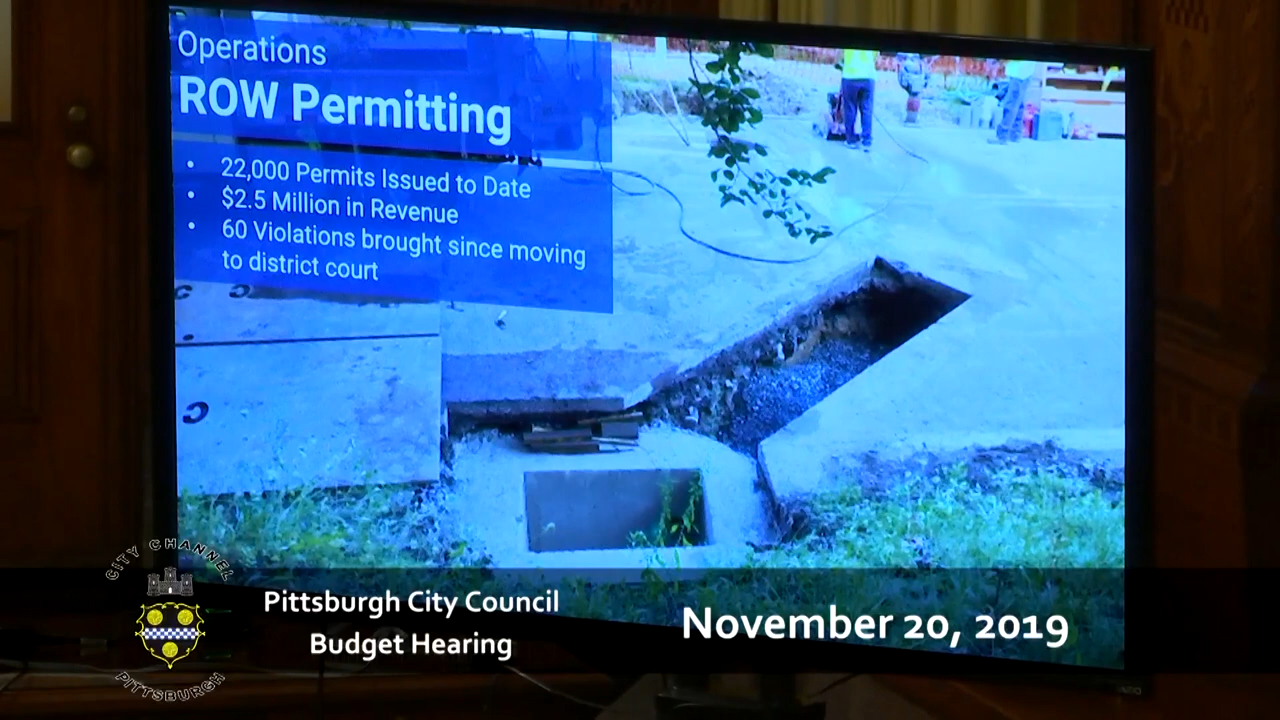 Operations
ROW Permitting
• 22,000 Permits Issued to Date
• $2.5 Million in Revenue
• 60 Violations brought since moving
to district court
CITY CHANNEL
PITTSBURGH
Pittsburgh City Council
Budget Hearing
November 20, 2019